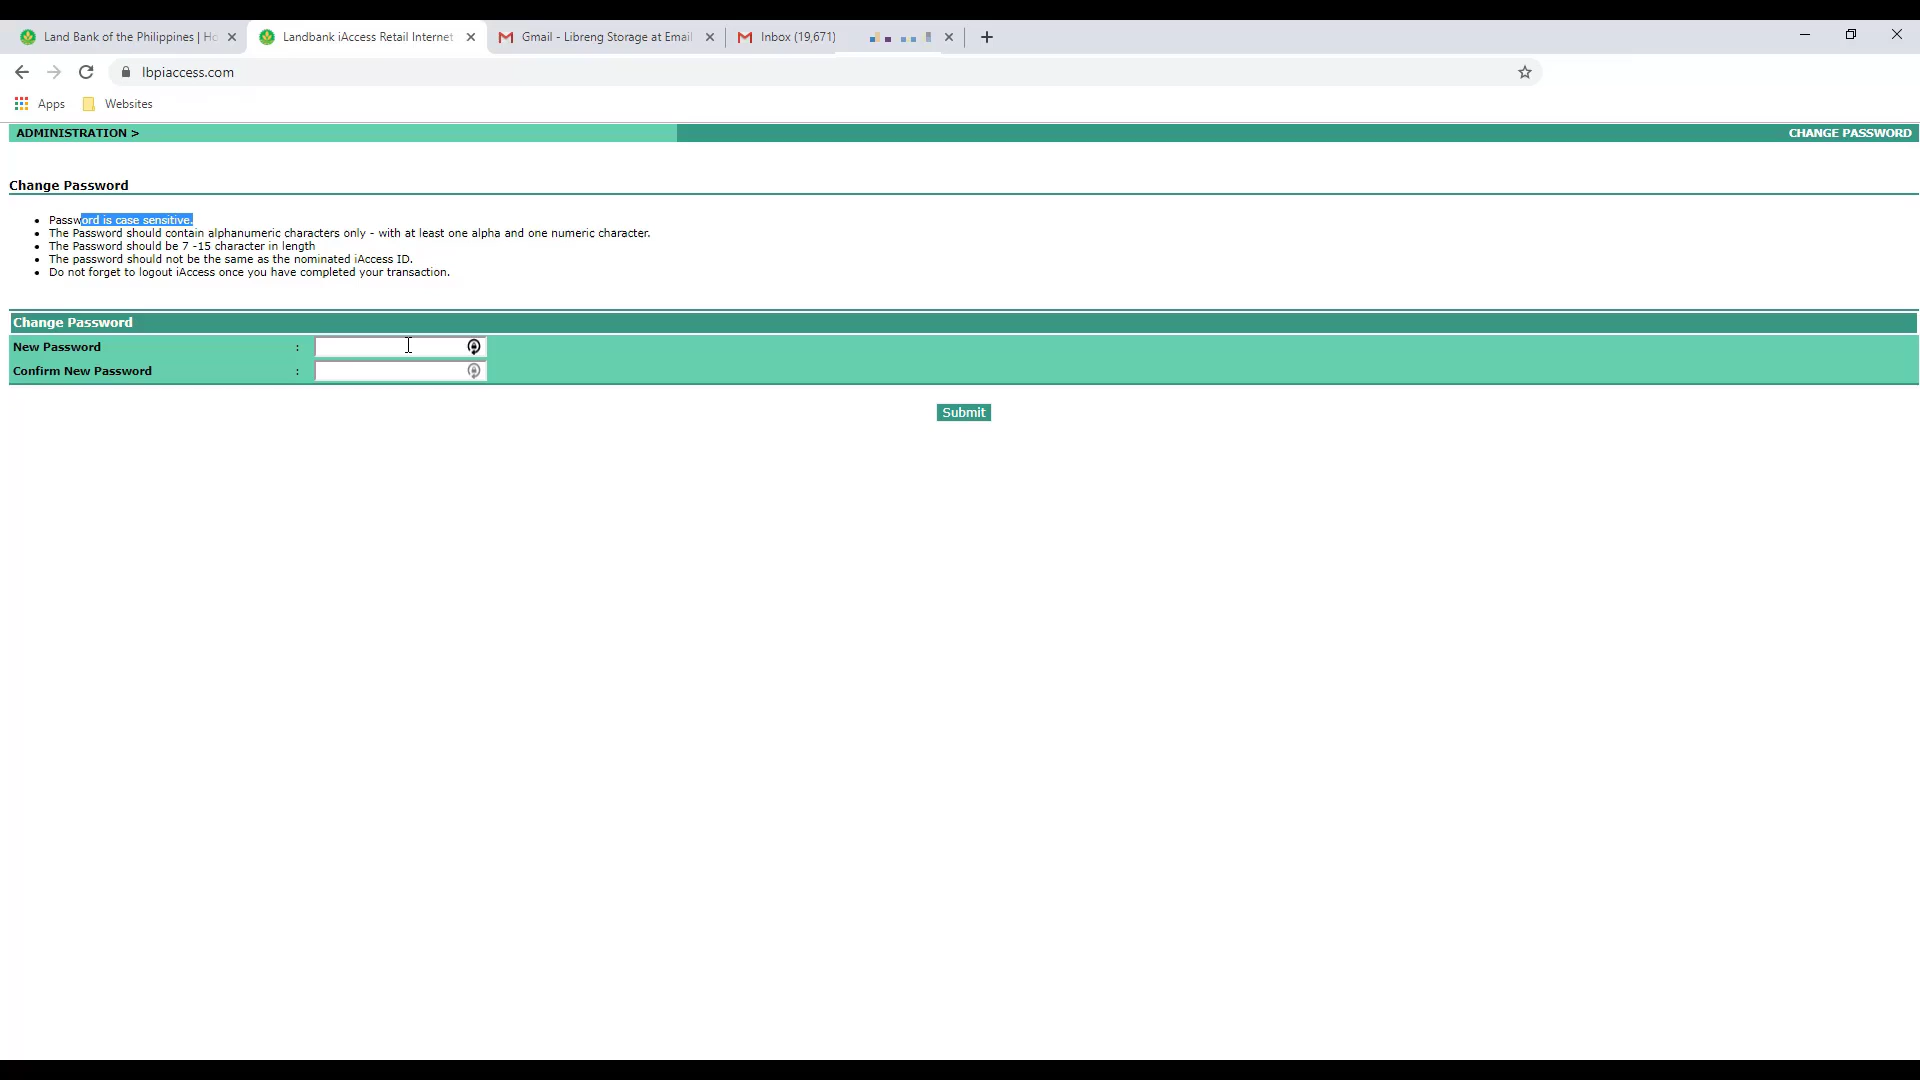 Land Bank of the Philippines | Ho
Landbank iAccess Retail Internet
Gmail - Libreng Storage at Email
Inbox (19,671)
lbpiaccess.com
Apps
Websites
ADMINISTRATION >
CHANGE PASSWORD
Change Password
• Password is case sensitive.
• The Password should contain alphanumeric characters only - with at least one alpha and one numeric character.
• The Password should be 7 -15 character in length
• The password should not be the same as the nominated iAccess ID.
• Do not forget to logout iAccess once you have completed your transaction.
Change Password
New Password :
Confirm New Password :
Submit